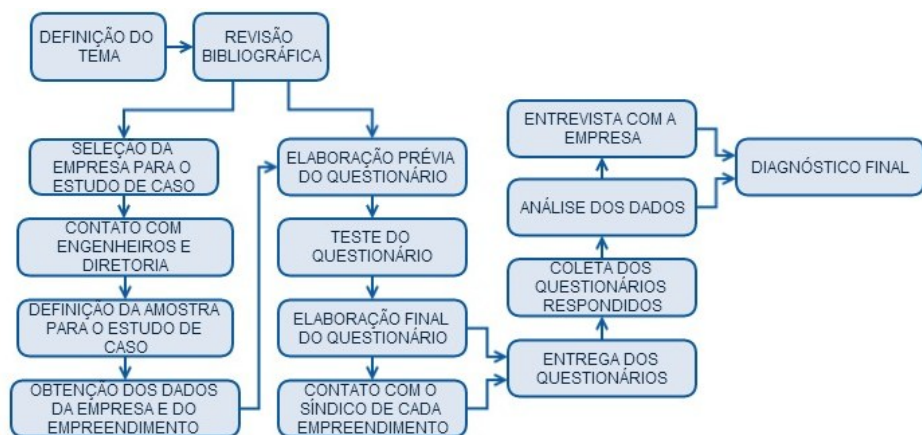 DEFINIÇÃO DO
TEMA
REVISÃO
BIBLIOGRÁFICA
SELEÇÃO DA
EMPRESA PARA O
ESTUDO DE CASO
CONTATO COM
ENGENHEIROS E
DIRETORIA
DEFINIÇÃO DA AMOSTRA
PARA O ESTUDO DE
CASO
OBTENÇÃO DOS DADOS
DA EMPRESA E DO
EMPREENDIMENTO
ELABORAÇÃO PRÉVIA
DO QUESTIONÁRIO
TESTE DO
QUESTIONÁRIO
ELABORAÇÃO FINAL
DO QUESTIONÁRIO
CONTATO COM O
SÍNDICO DE CADA
EMPREENDIMENTO
ENTREGA DOS
QUESTIONÁRIOS
COLETA DOS
QUESTIONÁRIOS
RESPONDIDOS
ANÁLISE DOS DADOS
ENTREVISTA COM A
EMPRESA
DIAGNÓSTICO FINAL